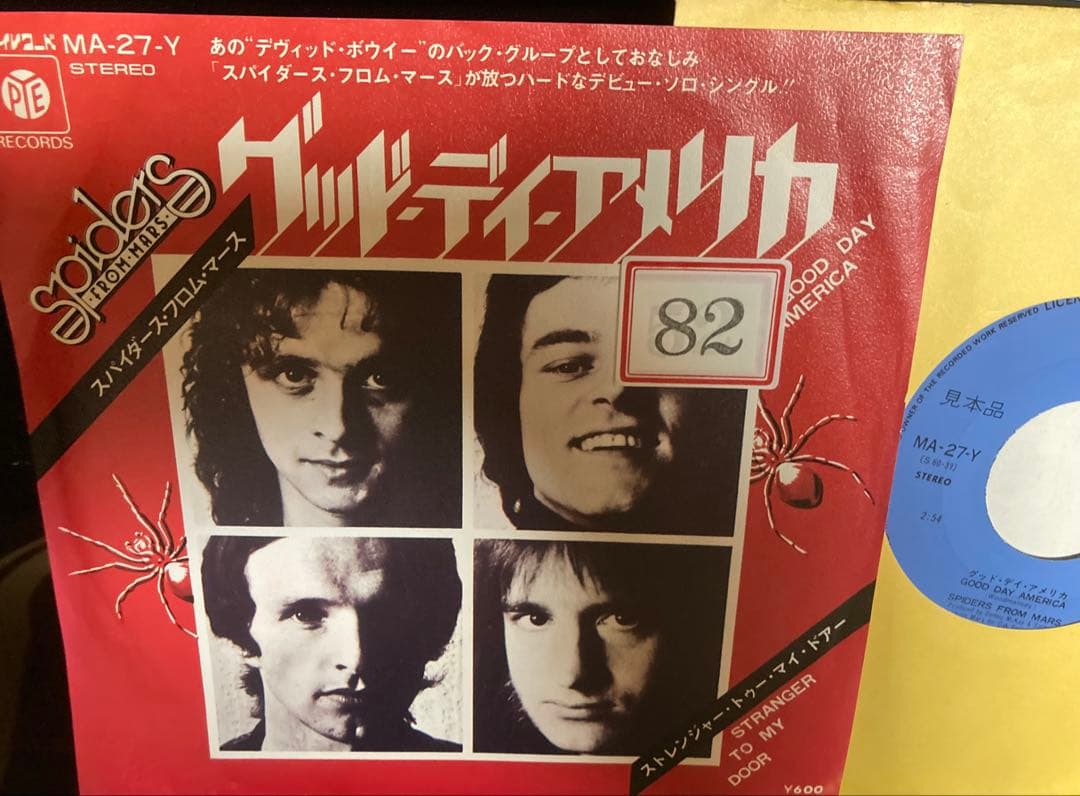 MA-27-Y
STEREO
PYE
RECORDS
あの"デヴィッド・ボウイー"のバック・グループとしておなじみ
「スパイダース・フロム・マース」が放つハードなデビュー・ソロ・シングル!!
グッド・デイ・アメリカ
spiders
・FROM・MARS・
スパイダース・フロム・マース
GOOD DAY
AMERICA
82
ストレンジャー・トゥー・マイ・ドアー
STRANGER
TO MY
DOOR
¥600
OWNER OF THE RECORDED WORK RESERVED
見本品
MA-27-Y
STEREO
2:54
グッド・デイ・アメリカ
GOOD DAY AMERICA
SPIDERS FROM MARS